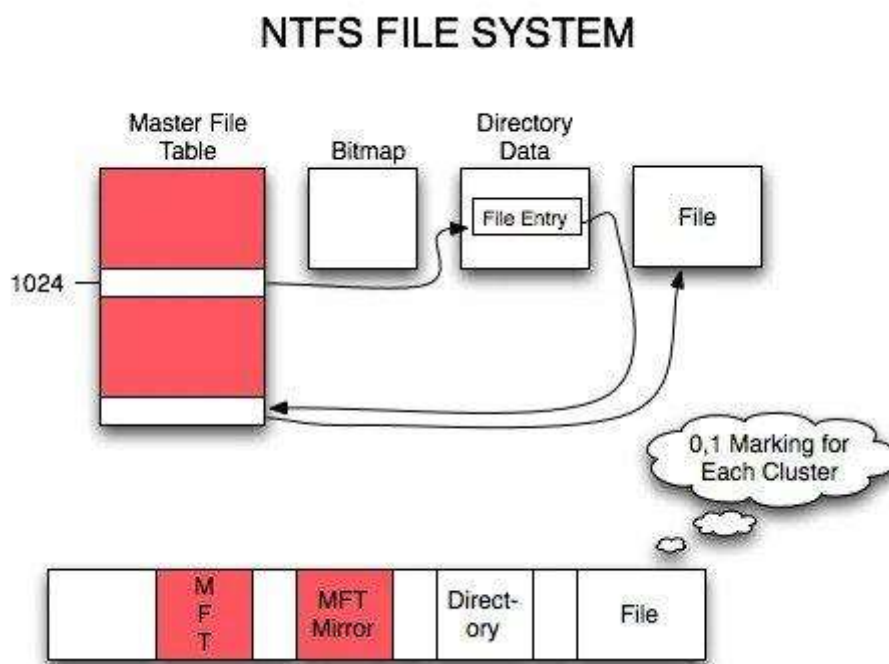 NTFS FILE SYSTEM
Master File
Table
Bitmap
Directory
Data
File Entry
File
1024
0,1 Marking for
Each Cluster
M
F
T
MFT
Mirror
Direct-
ory
File